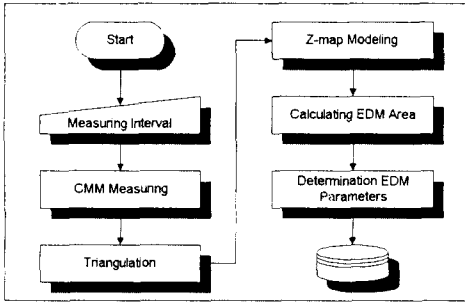 Start
Measuring Interval
CMM Measuring
Triangulation
Z-map Modeling
Calculating EDM Area
Determination EDM
Parameters